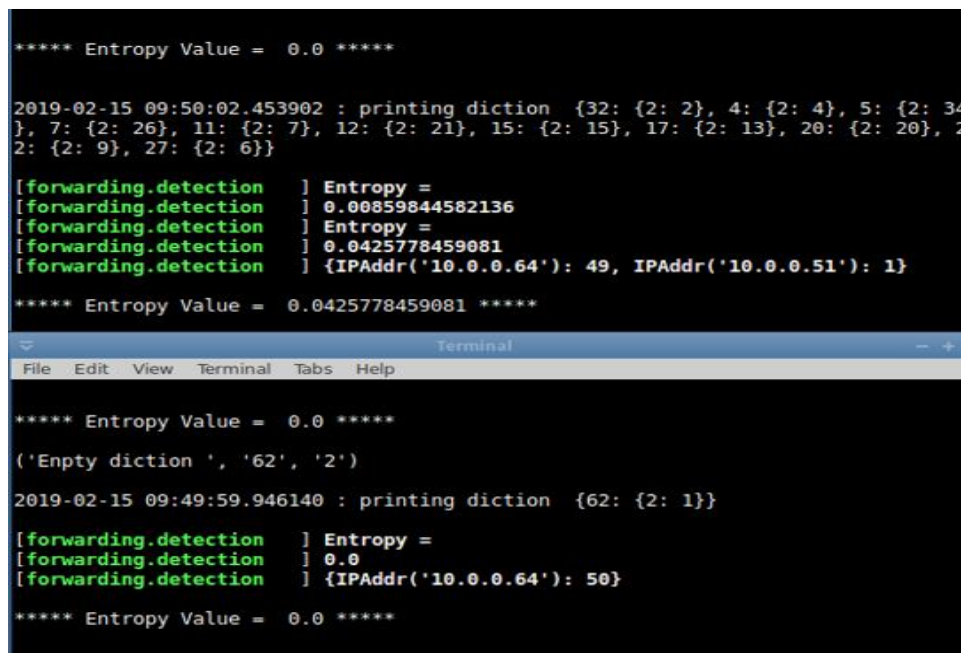 ***** Entropy Value =  0.0 *****
2019-02-15 09:50:02.453902 : printing diction  {32: {2: 2}, 4: {2: 4}, 5: {2: 34
}, 7: {2: 26}, 11: {2: 7}, 12: {2: 21}, 15: {2: 15}, 17: {2: 13}, 20: {2: 20}, 2
2: {2: 9}, 27: {2: 6}}
[forwarding.detection   ] Entropy =
[forwarding.detection   ] 0.00859844582136
[forwarding.detection   ] Entropy =
[forwarding.detection   ] 0.0425778459081
[forwarding.detection   ] {IPAddr('10.0.0.64'): 49, IPAddr('10.0.0.51'): 1}
***** Entropy Value =  0.0425778459081 *****
Terminal
File Edit View Terminal Tabs Help
***** Entropy Value =  0.0 *****
('Enpty diction ', '62', '2')
2019-02-15 09:49:59.946140 : printing diction  {62: {2: 1}}
[forwarding.detection   ] Entropy =
[forwarding.detection   ] 0.0
[forwarding.detection   ] {IPAddr('10.0.0.64'): 50}
***** Entropy Value =  0.0 *****